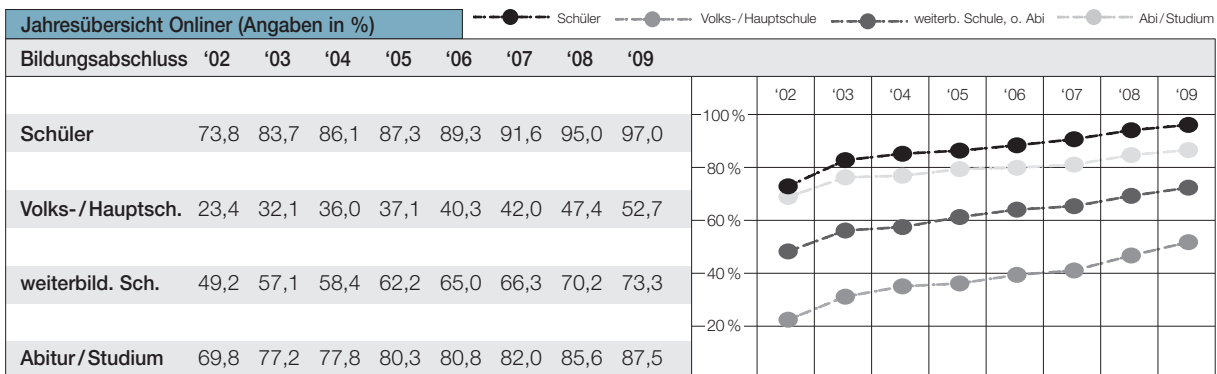 Jahresübersicht Onliner (Angaben in %) Schüler Volks-/Hauptschule weiterb. Schule, o. Abi Abi/Studium
Bildungsabschluss ‘02 ‘03 ‘04 ‘05 ‘06 ‘07 ‘08 ‘09
‘02 ‘03 ‘04 ‘05 ‘06 ‘07 ‘08 ‘09
100 %
Schüler 73,8 83,7 86,1 87,3 89,3 91,6 95,0 97,0
80 %
Volks-/Hauptsch. 23,4 32,1 36,0 37,1 40,3 42,0 47,4 52,7
60 %
40 %
weiterbild. Sch. 49,2 57,1 58,4 62,2 65,0 66,3 70,2 73,3
20 %
Abitur/Studium 69,8 77,2 77,8 80,3 80,8 82,0 85,6 87,5